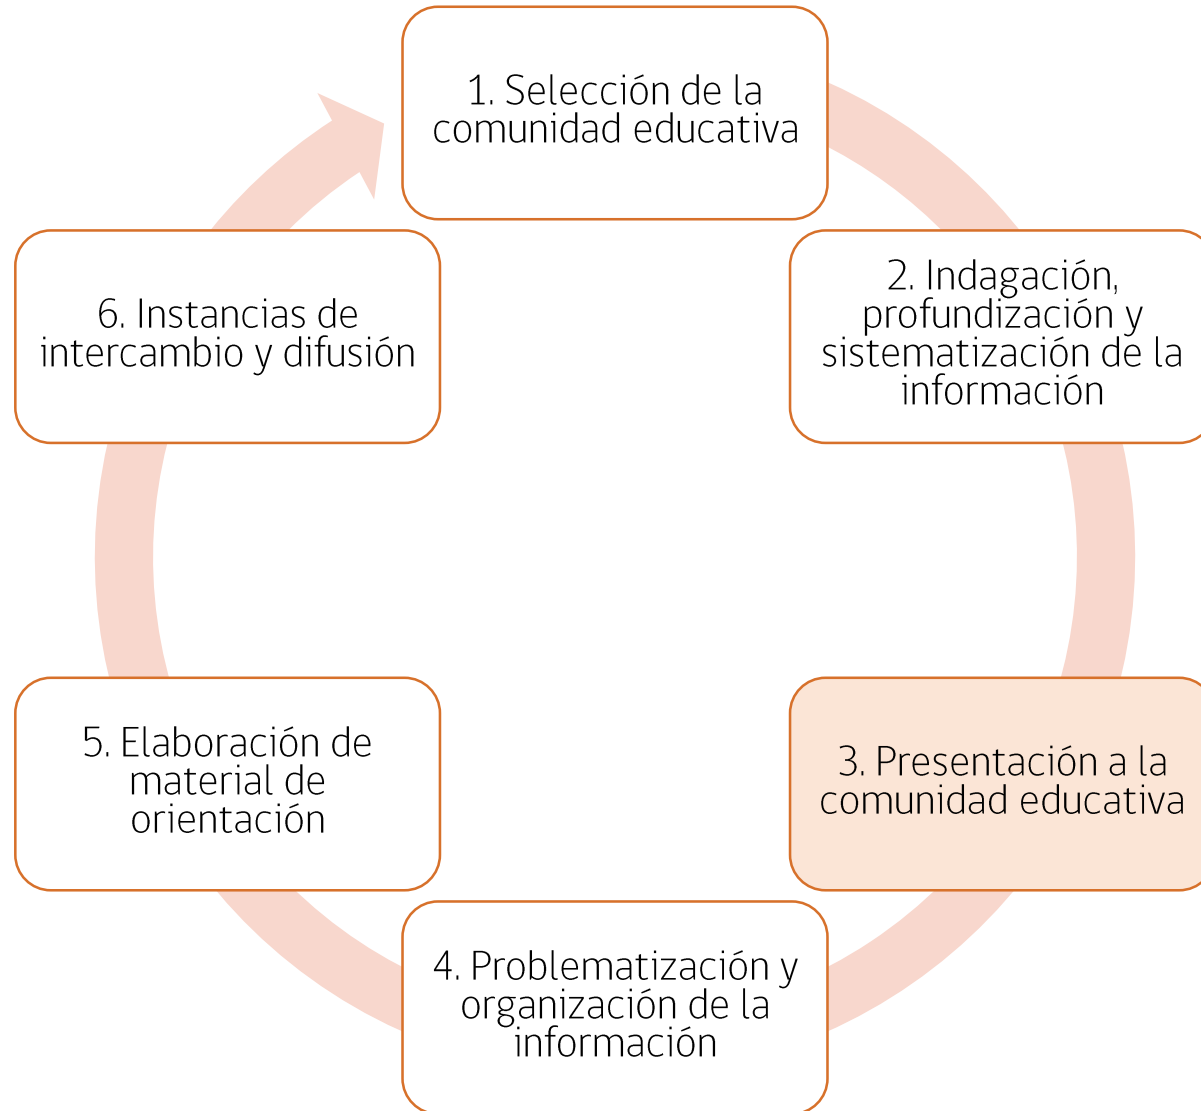 1. Selección de la
comunidad educativa
2. Indagación,
profundización y
sistematización de la
información
3. Presentación a la
comunidad educativa
4. Problematización y
organización de la
información
5. Elaboración de
material de
orientación
6. Instancias de
intercambio y difusión